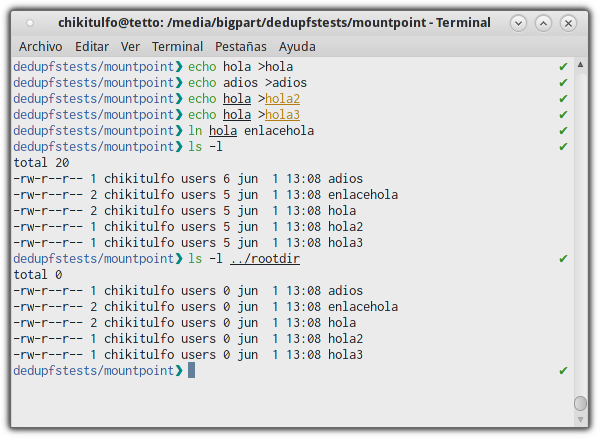 chikitulfo@tetto: /media/bigpart/dedupfstests/mountpoint - Terminal
Archivo Editar Ver Terminal Pestañas Ayuda
dedupfstests/mountpoint❯ echo hola >hola ✔
dedupfstests/mountpoint❯ echo adios >adios ✔
dedupfstests/mountpoint❯ echo hola >hola2 ✔
dedupfstests/mountpoint❯ echo hola >hola3 ✔
dedupfstests/mountpoint❯ ln hola enlacehola ✔
dedupfstests/mountpoint❯ ls -l ✔
total 20
-rw-r--r-- 1 chikitulfo users 6 jun  1 13:08 adios
-rw-r--r-- 2 chikitulfo users 5 jun  1 13:08 enlacehola
-rw-r--r-- 2 chikitulfo users 5 jun  1 13:08 hola
-rw-r--r-- 1 chikitulfo users 5 jun  1 13:08 hola2
-rw-r--r-- 1 chikitulfo users 5 jun  1 13:08 hola3
dedupfstests/mountpoint❯ ls -l ../rootdir ✔
total 0
-rw-r--r-- 1 chikitulfo users 0 jun  1 13:08 adios
-rw-r--r-- 2 chikitulfo users 0 jun  1 13:08 enlacehola
-rw-r--r-- 2 chikitulfo users 0 jun  1 13:08 hola
-rw-r--r-- 1 chikitulfo users 0 jun  1 13:08 hola2
-rw-r--r-- 1 chikitulfo users 0 jun  1 13:08 hola3
dedupfstests/mountpoint❯ ✔